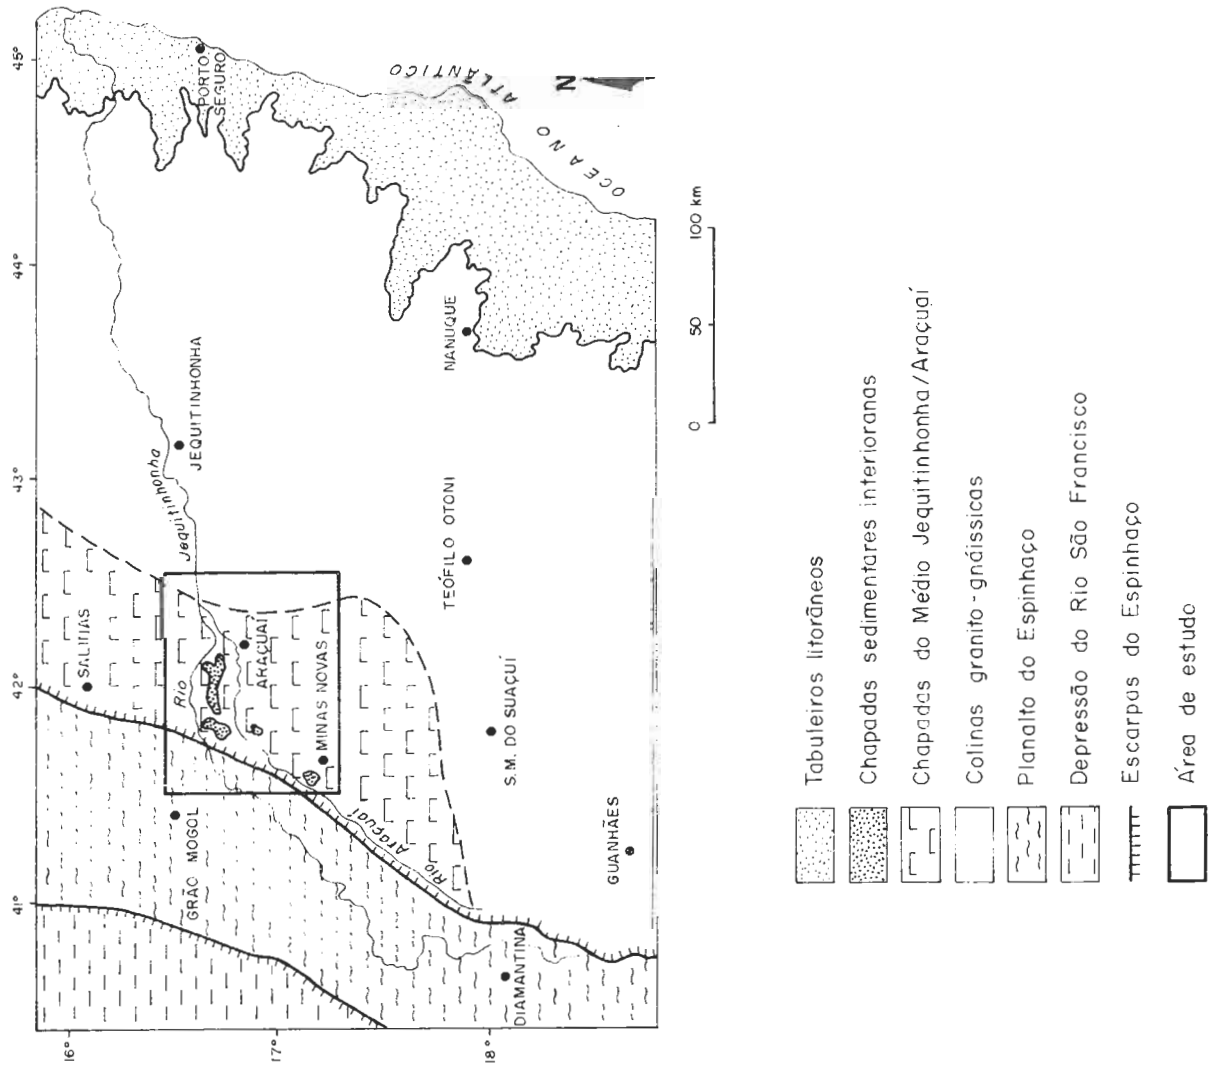 41°
42°
43°
44°
45°
16°
17°
18°
SALINAS
GRÃO MOGOL
Rio
Jequitinhonha
JEQUITINHONHA
ARAÇUAÍ
MINAS NOVAS
Rio
Araçuaí
DIAMANTINA
GUANHÃES
S.M. DO SUAÇUÍ
TEÓFILO OTONI
NANUQUE
PORTO
SEGURO
OCEANO
ATLÂNTICO
ATLÂNTICO
N
0
50
100 km
Tabuleiros litorâneos
Chapadas sedimentares interioranas
Chapadas do Médio Jequitinhonha/Araçuaí
Colinas granito-gnáissicas
Planalto do Espinhaço
Depressão do Rio São Francisco
Escarpas do Espinhaço
Área de estudo